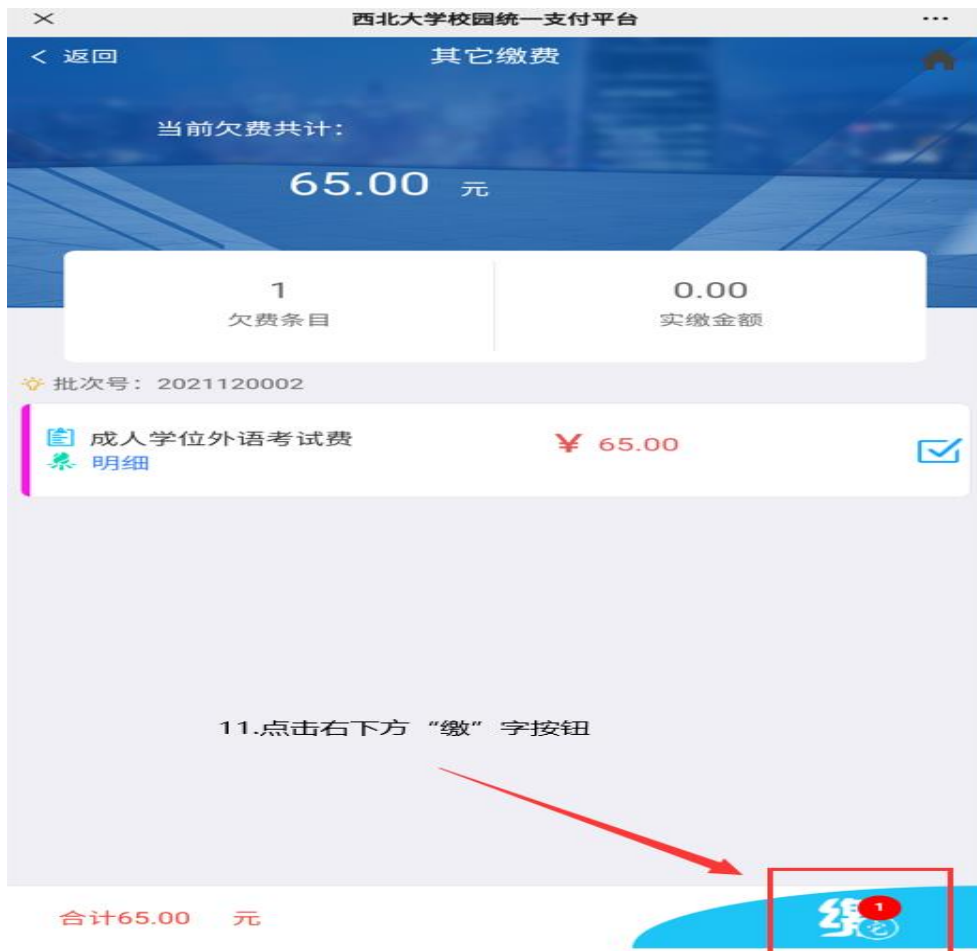 西北大学校园统一支付平台
返回 其它缴费
当前欠费共计：
65.00 元
1 0.00
欠费条目 实缴金额
批次号：2021120002
成人学位外语考试费 ¥ 65.00
明细
11.点击右下方“缴”字按钮
合计65.00 元 缴 1